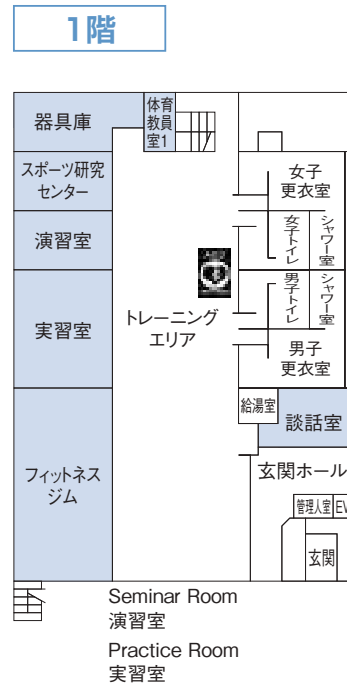 1階
器具庫
体育
教員
室1
スポーツ研究
センター
女子
更衣室
演習室
女子トイレ
シャワー室
実習室
トレーニング
エリア
男子トイレ
シャワー室
男子
更衣室
給湯室
談話室
フィットネス
ジム
玄関ホール
管理人室
EV
玄関
Seminar Room
演習室
Practice Room
実習室